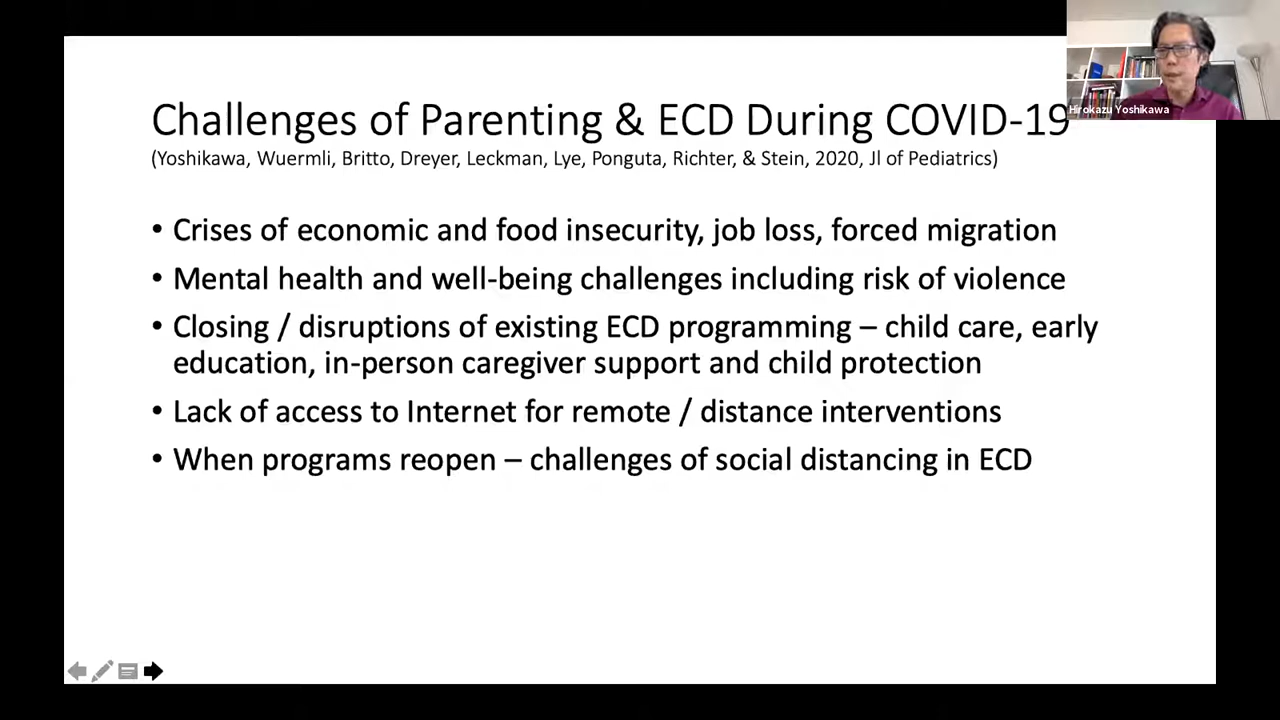 Challenges of Parenting & ECD During COVID-19
(Yoshikawa, Wuermli, Britto, Dreyer, Leckman, Lye, Ponguta, Richter, & Stein, 2020, Jl of Pediatrics)
• Crises of economic and food insecurity, job loss, forced migration
• Mental health and well-being challenges including risk of violence
• Closing / disruptions of existing ECD programming – child care, early
education, in-person caregiver support and child protection
• Lack of access to Internet for remote / distance interventions
• When programs reopen – challenges of social distancing in ECD
Hirokazu Yoshikawa